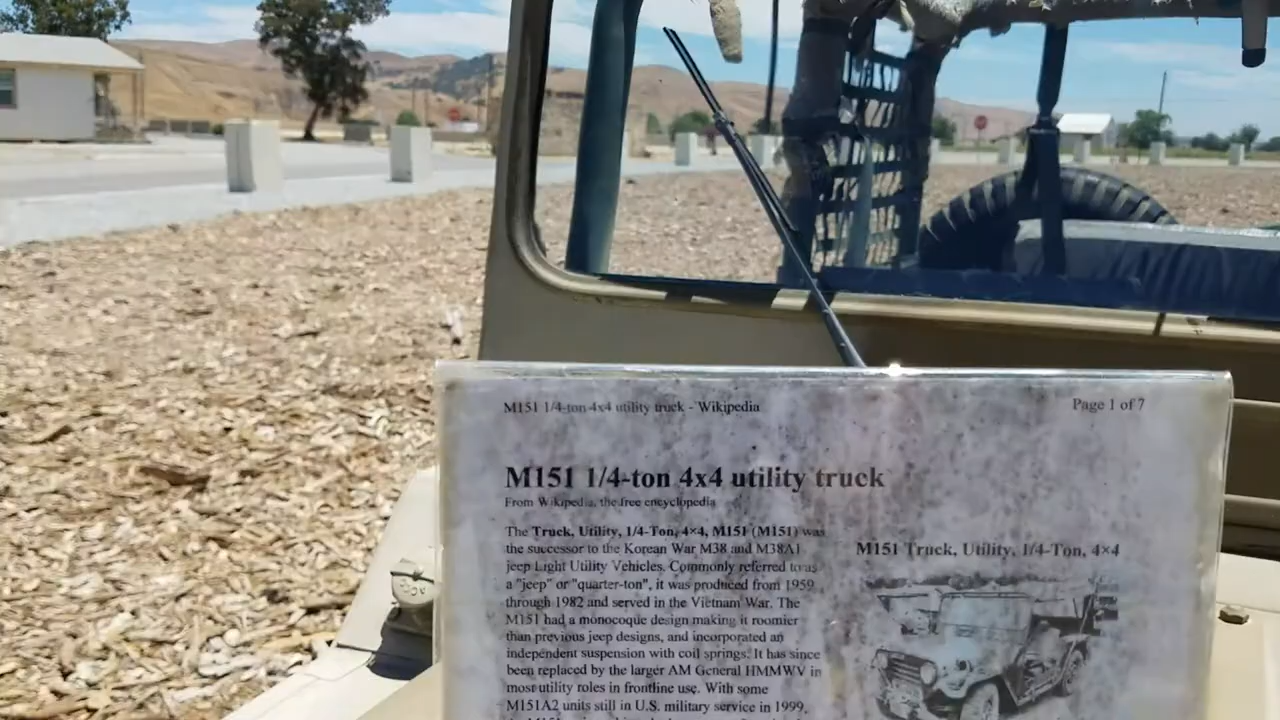 M151 1/4-ton 4x4 utility truck - Wikipedia
Page 1 of 7
M151 1/4-ton 4x4 utility truck
From Wikipedia, the free encyclopedia
The Truck, Utility, 1/4-Ton, 4×4, M151 (M151) was
the successor to the Korean War M38 and M38A1
jeep Light Utility Vehicles. Commonly referred to as
a "jeep" or "quarter-ton", it was produced from 1959
through 1982 and served in the Vietnam War. The
M151 had a monocoque design making it roomier
than previous jeep designs, and incorporated an
independent suspension with coil springs. It has since
been replaced by the larger AM General HMMWV in
most utility roles in frontline use. With some
M151A2 units still in U.S. military service in 1999,
M151 Truck, Utility, 1/4-Ton, 4×4